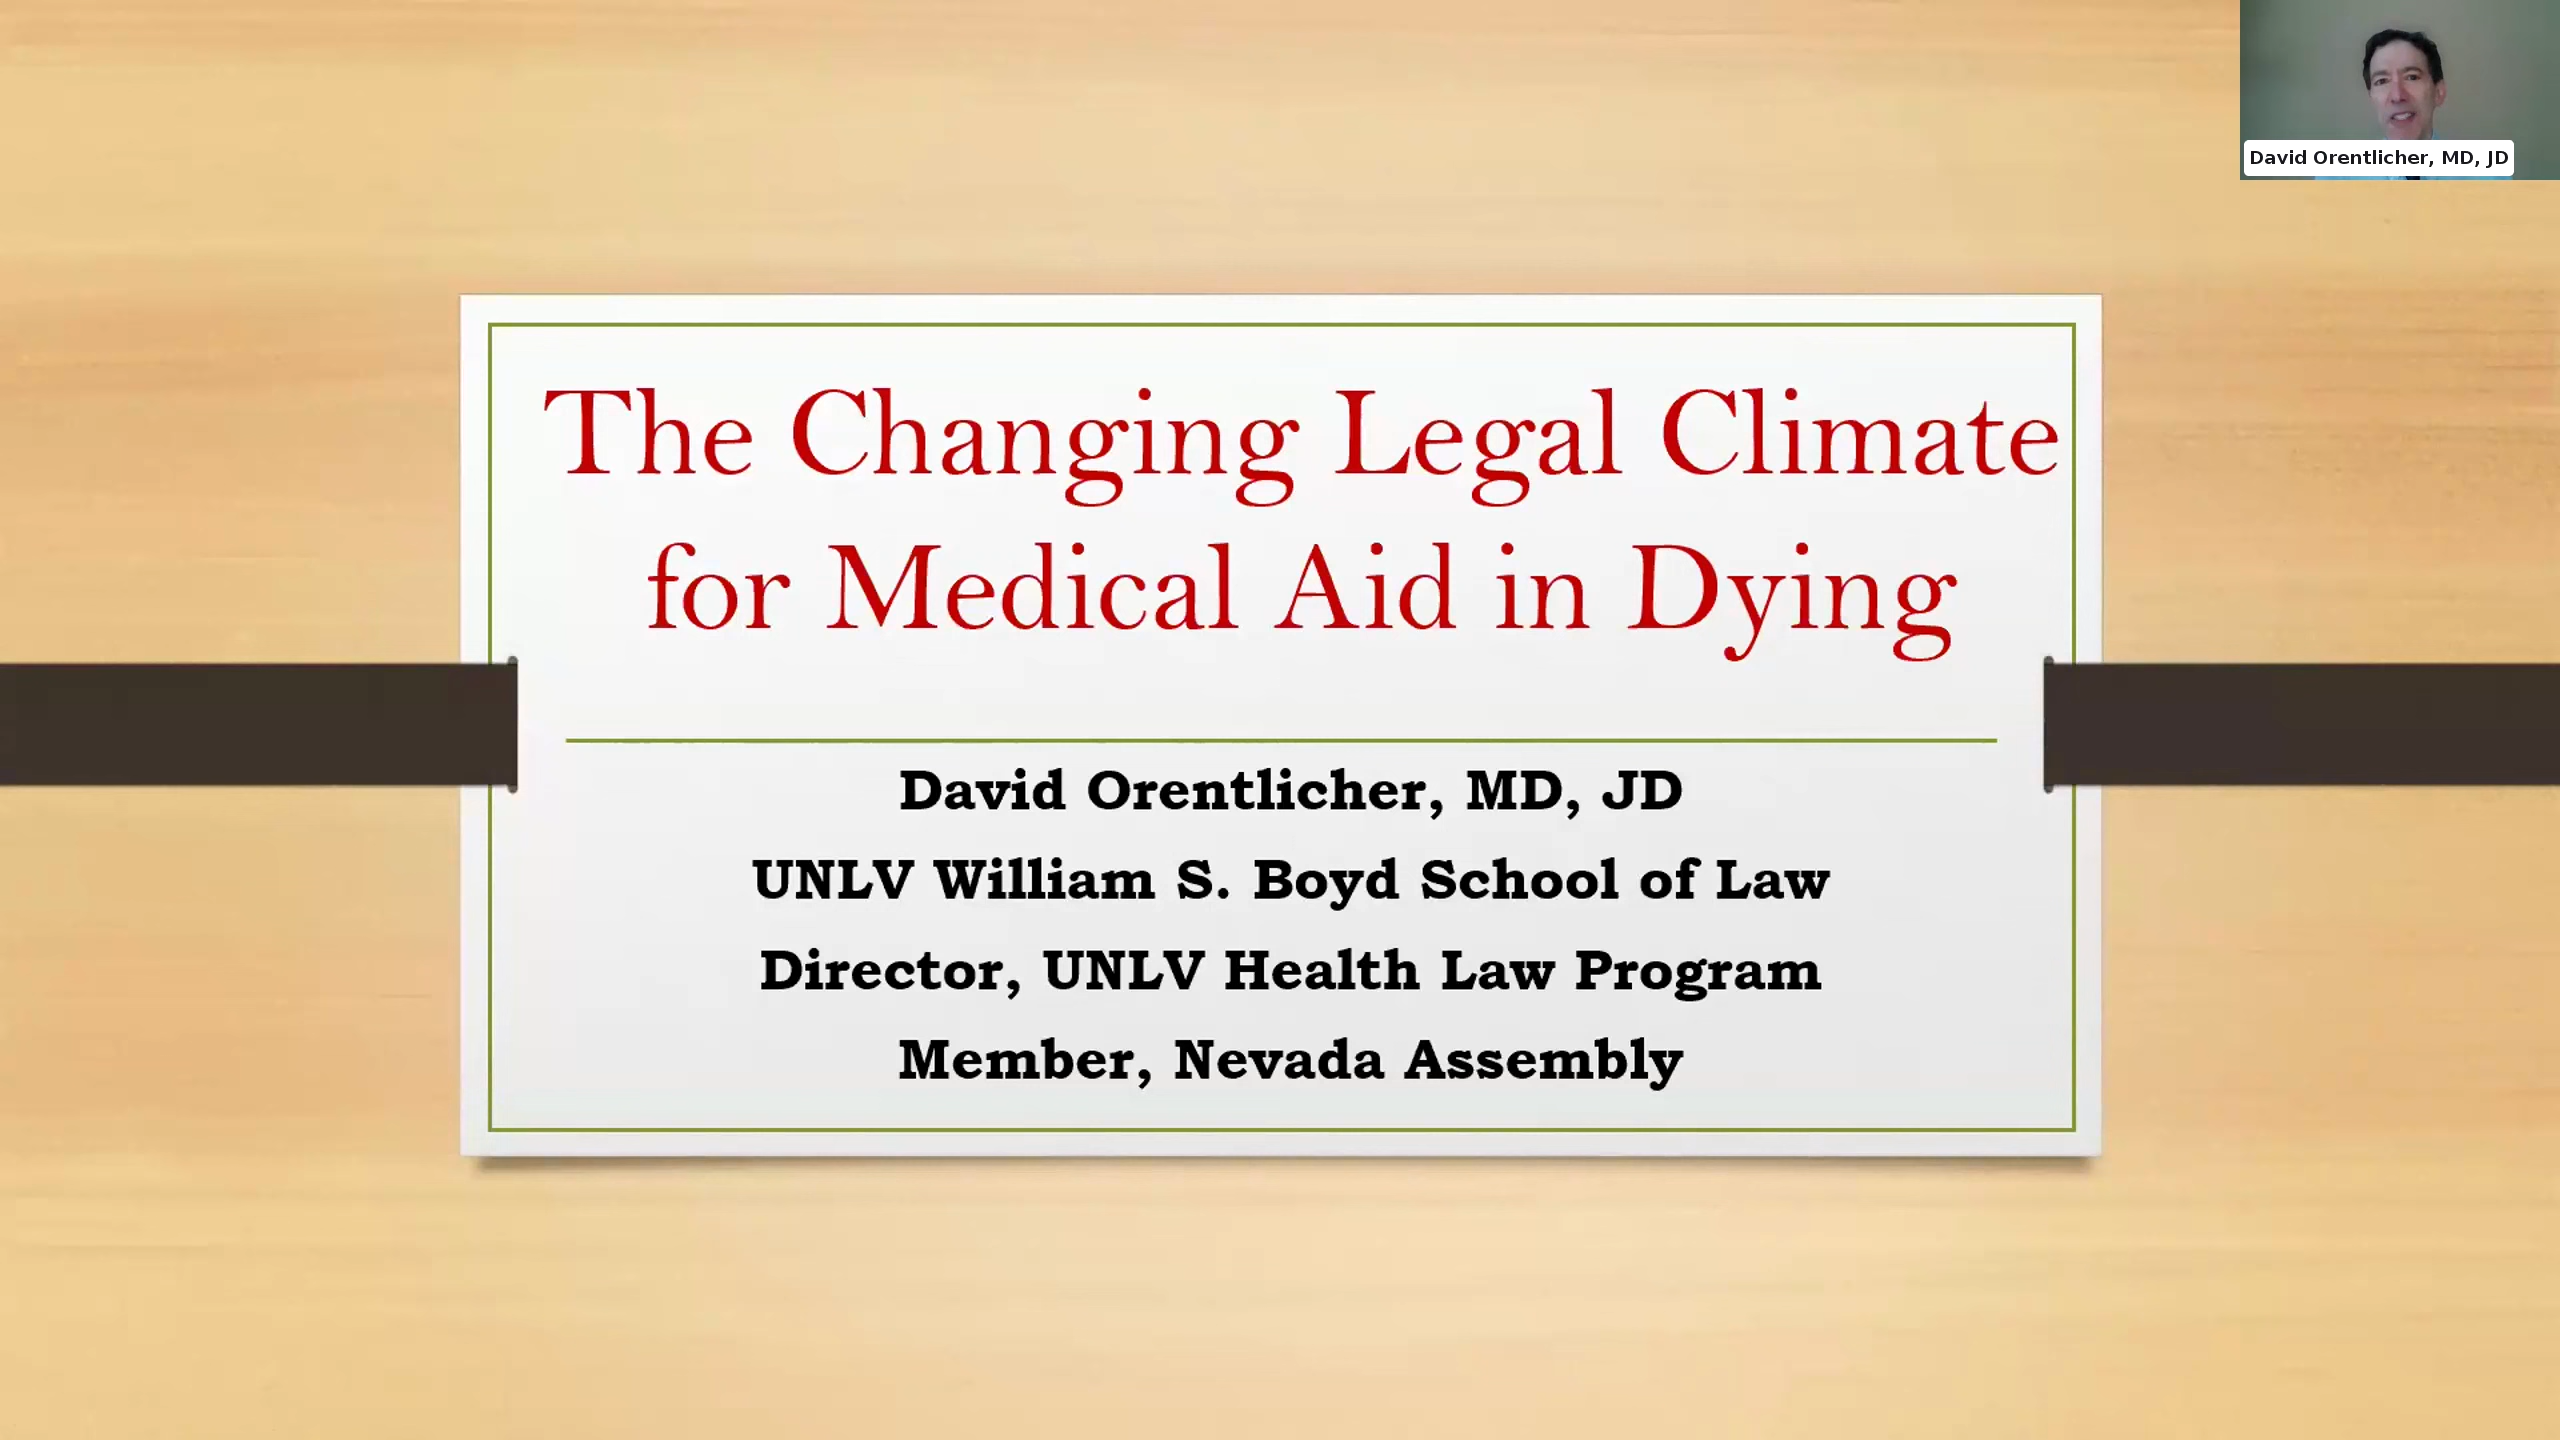 David Orentlicher, MD, JD
The Changing Legal Climate
for Medical Aid in Dying
David Orentlicher, MD, JD
UNLV William S. Boyd School of Law
Director, UNLV Health Law Program
Member, Nevada Assembly